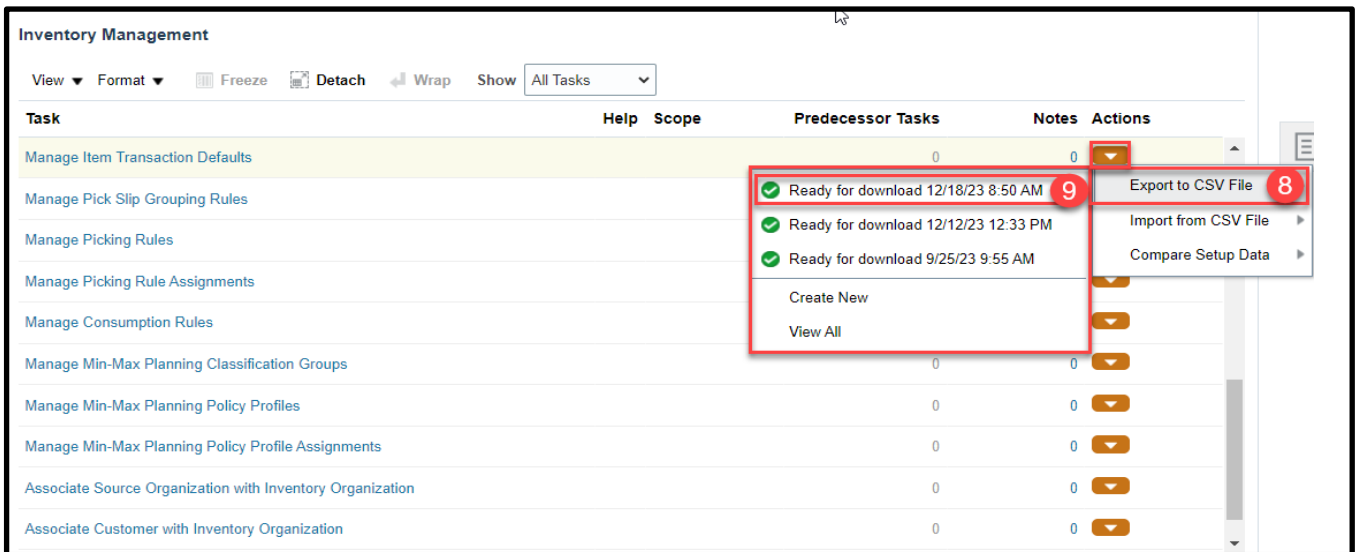 Inventory Management
View Format Freeze Detach Wrap Show All Tasks
Task Help Scope Predecessor Tasks Notes Actions
Manage Item Transaction Defaults 0 0
Ready for download 12/18/23 8:50 AM 9 Export to CSV File 8
Manage Pick Slip Grouping Rules
Ready for download 12/12/23 12:33 PM Import from CSV File
Manage Picking Rules
Ready for download 9/25/23 9:55 AM Compare Setup Data
Manage Picking Rule Assignments
Create New
Manage Consumption Rules
View All
Manage Min-Max Planning Classification Groups 0 0
Manage Min-Max Planning Policy Profiles 0 0
Manage Min-Max Planning Policy Profile Assignments 0 0
Associate Source Organization with Inventory Organization 0 0
Associate Customer with Inventory Organization 0 0